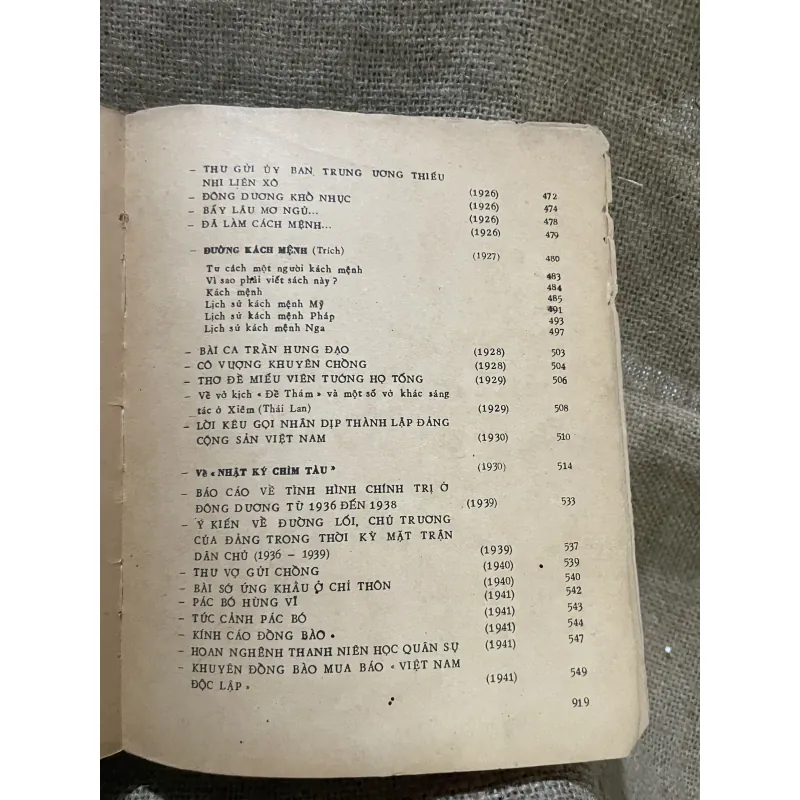 – THƯ GỬI ỦY BAN TRUNG ƯƠNG THIẾU
NHI LIÊN XÔ (1926) 472
– ĐÔNG DƯƠNG KHỔ NHỤC (1926) 474
– BẤY LÂU MƠ NGỦ... (1926) 478
– ĐÃ LÀM CÁCH MỆNH... (1926) 479
– ĐƯỜNG KÁCH MỆNH (Trích) (1927) 480
Tư cách một người kách mệnh 483
Vì sao phải viết sách này ? 484
Kách mệnh 485
Lịch sử kách mệnh Mỹ 491
Lịch sử kách mệnh Pháp 493
Lịch sử kách mệnh Nga 497
– BÀI CA TRẦN HƯNG ĐẠO (1928) 503
– CÔ VƯỢNG KHUYÊN CHỒNG (1928) 504
– THƠ ĐỀ MIẾU VIÊN TƯỚNG HỌ TỐNG (1929) 506
– Về vở kịch « Đề Thám » và một số vở khác sáng
tác ở Xiêm (Thái Lan) (1929) 508
– LỜI KÊU GỌI NHÂN DỊP THÀNH LẬP ĐẢNG
CỘNG SẢN VIỆT NAM (1930) 510
– Về « NHẬT KÝ CHÌM TÀU » (1930) 514
– BÁO CÁO VỀ TÌNH HÌNH CHÍNH TRỊ Ở
ĐÔNG DƯƠNG TỪ 1936 ĐẾN 1938 (1939) 533
– Ý KIẾN VỀ ĐƯỜNG LỐI, CHỦ TRƯƠNG
CỦA ĐẢNG TRONG THỜI KỲ MẶT TRẬN
DÂN CHỦ (1936 – 1939) (1939) 537
– THƯ VỢ GỬI CHỒNG (1940) 539
– BÀI SỚ ỨNG KHẨU Ở CHỈ THÔN (1940) 540
– PÁC BÓ HÙNG VĨ (1941) 542
– TỨC CẢNH PÁC BÓ (1941) 543
– KÍNH CÁO ĐỒNG BÀO (1941) 544
– HOAN NGHÊNH THANH NIÊN HỌC QUÂN SỰ (1941) 547
– KHUYÊN ĐỒNG BÀO MUA BÁO « VIỆT NAM
ĐỘC LẬP » (1941) 549
919